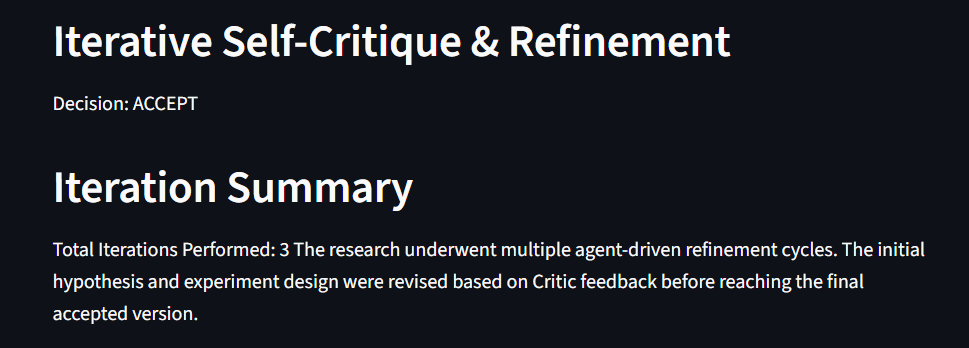 Iterative Self-Critique & Refinement
Decision: ACCEPT
Iteration Summary
Total Iterations Performed: 3 The research underwent multiple agent-driven refinement cycles. The initial
hypothesis and experiment design were revised based on Critic feedback before reaching the final
accepted version.